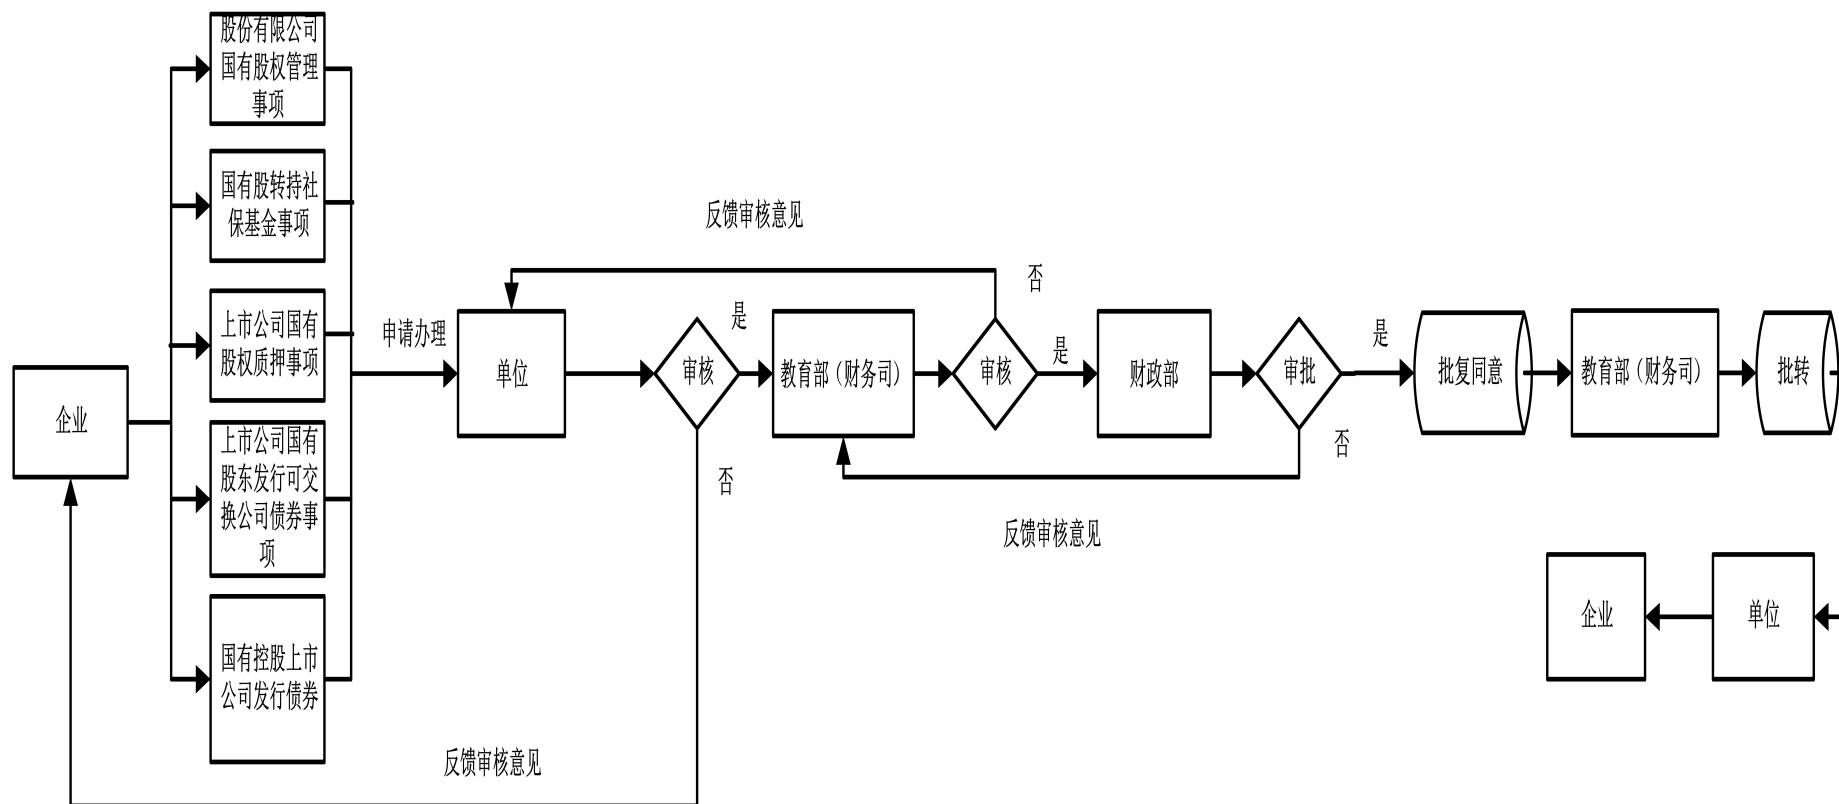 股份有限公司
国有股权管理
事项
国有股转持社
保基金事项
上市公司国有
股权质押事项
上市公司国有
股东发行可交
换公司债券事
项
国有控股上市
公司发行债券
企业
申请办理
单位
审核
是
否
反馈审核意见
教育部（财务司）
审核
否
反馈审核意见
是
财政部
审批
否
反馈审核意见
是
批复同意
教育部（财务司）
批转
单位
企业